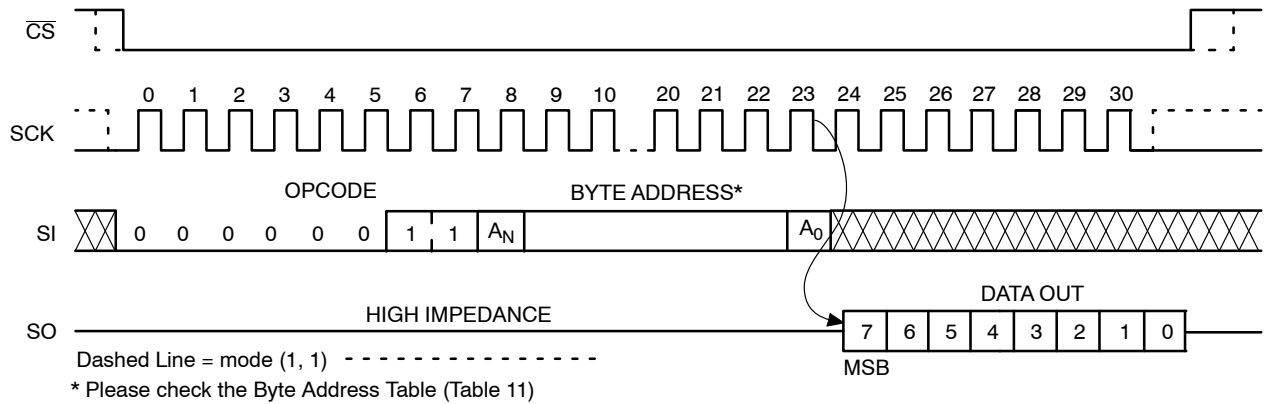 CS
0 1 2 3 4 5 6 7 8 9 10 20 21 22 23 24 25 26 27 28 29 30
SCK
OPCODE BYTE ADDRESS*
SI 0 0 0 0 0 0 1 1 AN A0
DATA OUT
HIGH IMPEDANCE
SO 7 6 5 4 3 2 1 0
Dashed Line = mode (1, 1) - - - - - - - - - - - - - -
MSB
* Please check the Byte Address Table (Table 11)